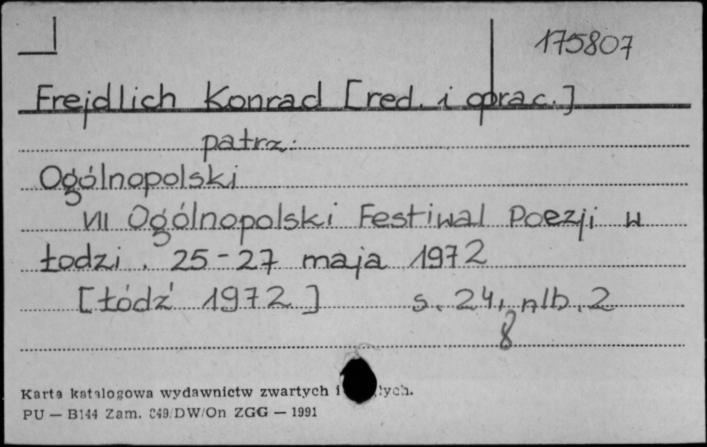 175807
Frejdlich Konrad [red. i oprac.]
patrz:
Ogólnopolski
VII Ogólnopolski Festiwal Poezji w
Łodzi. 25-27 maja 1972
[Łódź 1972] s. 24, nlb. 2
8
Karta katalogowa wydawnictw zwartych i
PU — B144 Zam. 649/DW/On ZGG — 1991